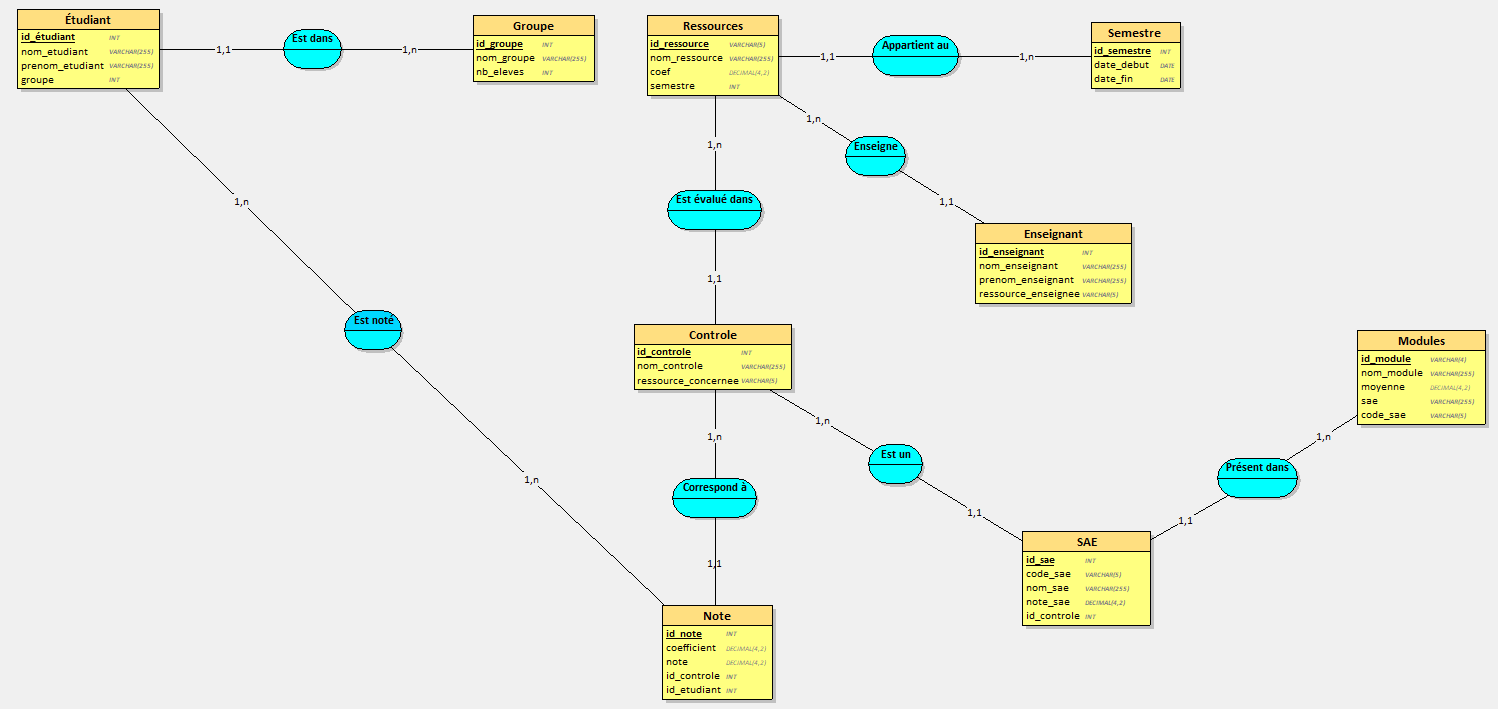 Étudiant
id_étudiant INT
nom_etudiant VARCHAR(255)
prenom_etudiant VARCHAR(255)
groupe INT
1,1
Est dans
1,n
Groupe
id_groupe INT
nom_groupe VARCHAR(255)
nb_eleves INT
Ressources
id_ressource VARCHAR(5)
nom_ressource VARCHAR(255)
coef DECIMAL(4,2)
semestre INT
1,1
Appartient au
1,n
Semestre
id_semestre INT
date_debut DATE
date_fin DATE
1,n
Enseigne
1,1
Enseignant
id_enseignant INT
nom_enseignant VARCHAR(255)
prenom_enseignant VARCHAR(255)
ressource_enseignee VARCHAR(5)
1,n
Est évalué dans
1,1
Controle
id_controle INT
nom_controle VARCHAR(255)
ressource_concernee VARCHAR(5)
1,n
Est noté
1,n
1,n
Correspond à
1,1
Note
id_note INT
coefficient DECIMAL(4,2)
note DECIMAL(4,2)
id_controle INT
id_etudiant INT
1,n
Est un
1,1
SAE
id_sae INT
code_sae VARCHAR(5)
nom_sae VARCHAR(255)
note_sae DECIMAL(4,2)
id_controle INT
1,1
Présent dans
1,n
Modules
id_module VARCHAR(4)
nom_module VARCHAR(255)
moyenne DECIMAL(4,2)
sae VARCHAR(255)
code_sae VARCHAR(5)